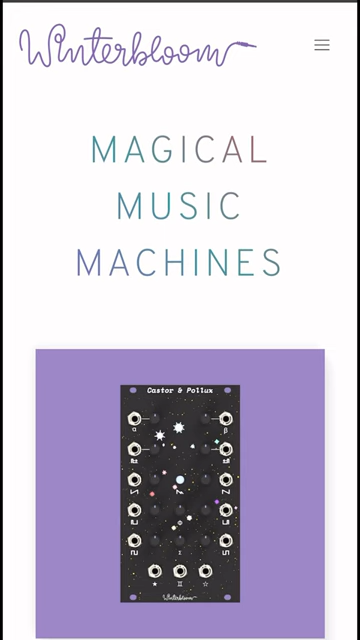 Winterbloom
MAGICAL
MUSIC
MACHINES
Castor & Pollux
α β
Winterbloom